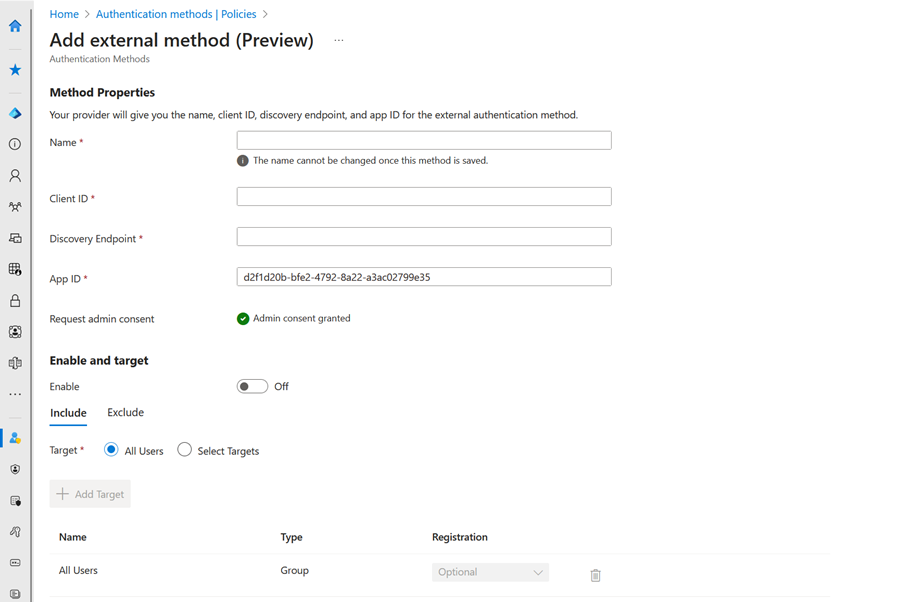 Home > Authentication methods | Policies >
Add external method (Preview) ...
Authentication Methods
Method Properties
Your provider will give you the name, client ID, discovery endpoint, and app ID for the external authentication method.
Name *
The name cannot be changed once this method is saved.
Client ID *
Discovery Endpoint *
App ID * d2f1d20b-bfe2-4792-8a22-a3ac02799e35
Request admin consent Admin consent granted
Enable and target
Enable Off
Include Exclude
Target * All Users Select Targets
+ Add Target
Name Type Registration
All Users Group Optional